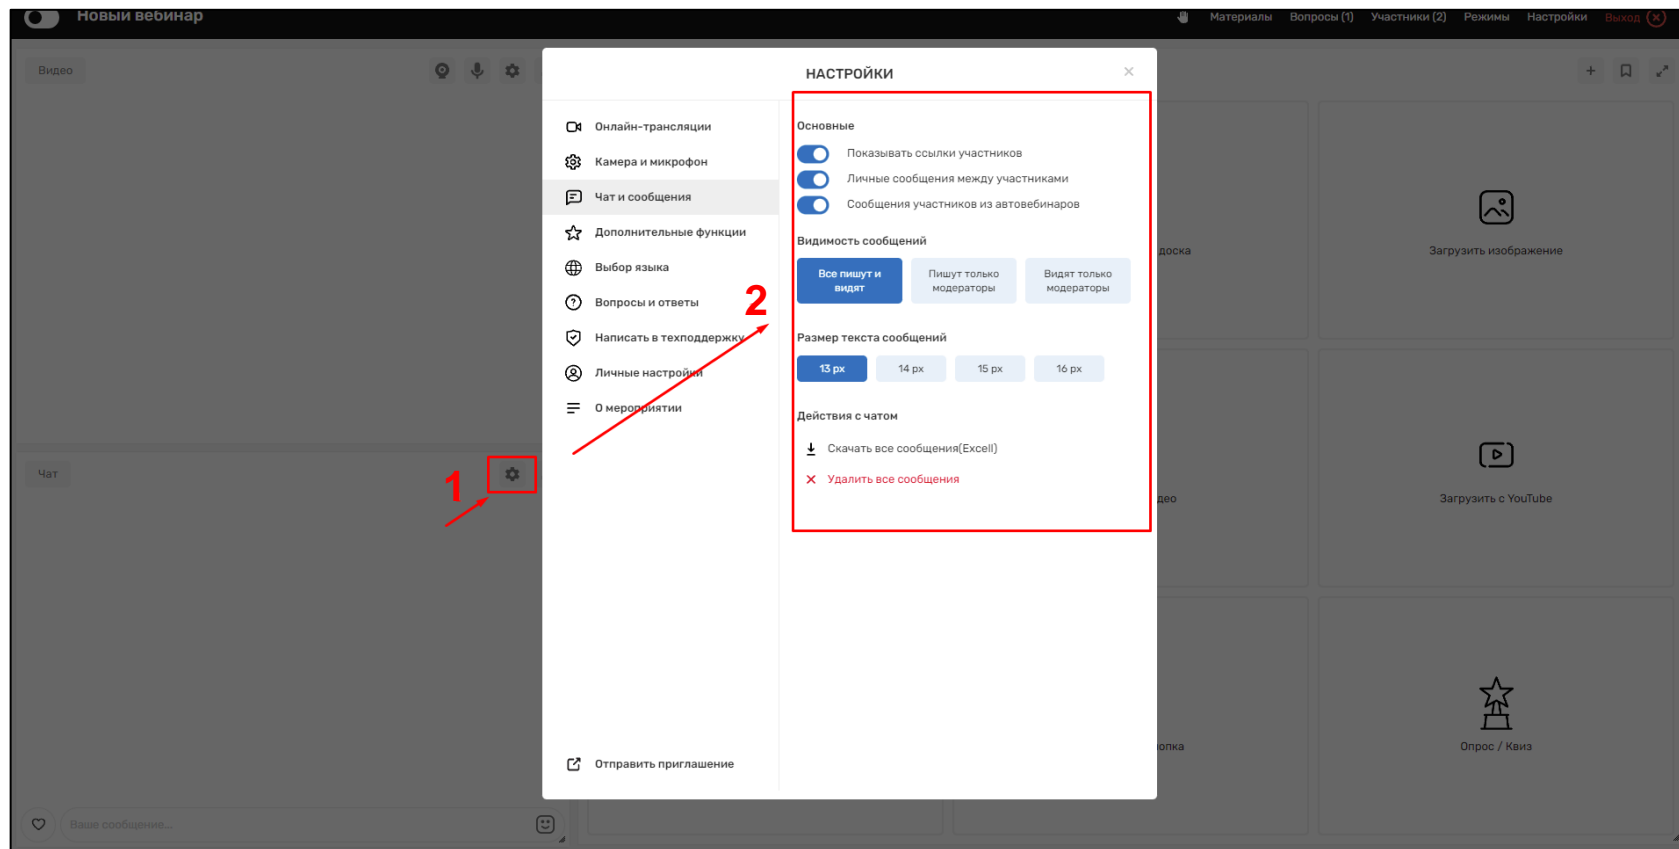 Новый вебинар
Материалы Вопросы (1) Участники (2) Режимы Настройки Выход
Видео
НАСТРОЙКИ
Онлайн-трансляции
Камера и микрофон
Чат и сообщения
Дополнительные функции
Выбор языка
Вопросы и ответы
Написать в техподдержку
Личные настройки
О мероприятии
Отправить приглашение
Основные
Показывать ссылки участников
Личные сообщения между участниками
Сообщения участников из автовебинаров
Видимость сообщений
Все пишут и
видят
Пишут только
модераторы
Видят только
модераторы
Размер текста сообщений
13 px 14 px 15 px 16 px
Действия с чатом
Скачать все сообщения(Excell)
Удалить все сообщения
2
1
Чат
Ваше сообщение...
доска
Загрузить изображение
део
Загрузить с YouTube
опка
Опрос / Квиз